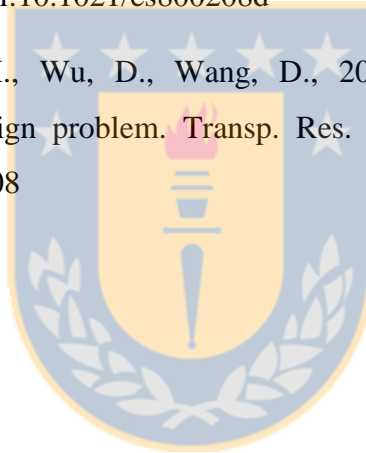 .10.1021/es800208d
I., Wu, D., Wang, D., 20
ign problem. Transp. Res.
08